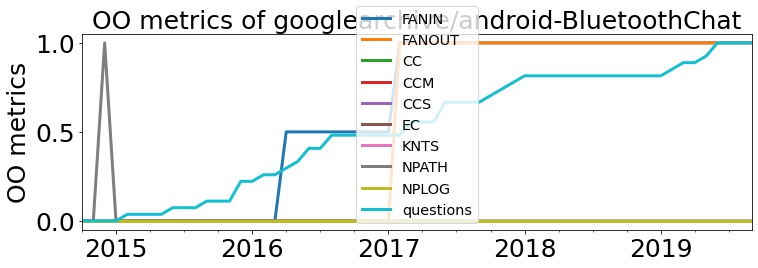 OO metrics of googlearchive/android-BluetoothChat
OO metrics
1.0
0.5
0.0
FANIN
FANOUT
CC
CCM
CCS
EC
KNTS
NPATH
NPLOG
questions
2015 2016 2017 2018 2019